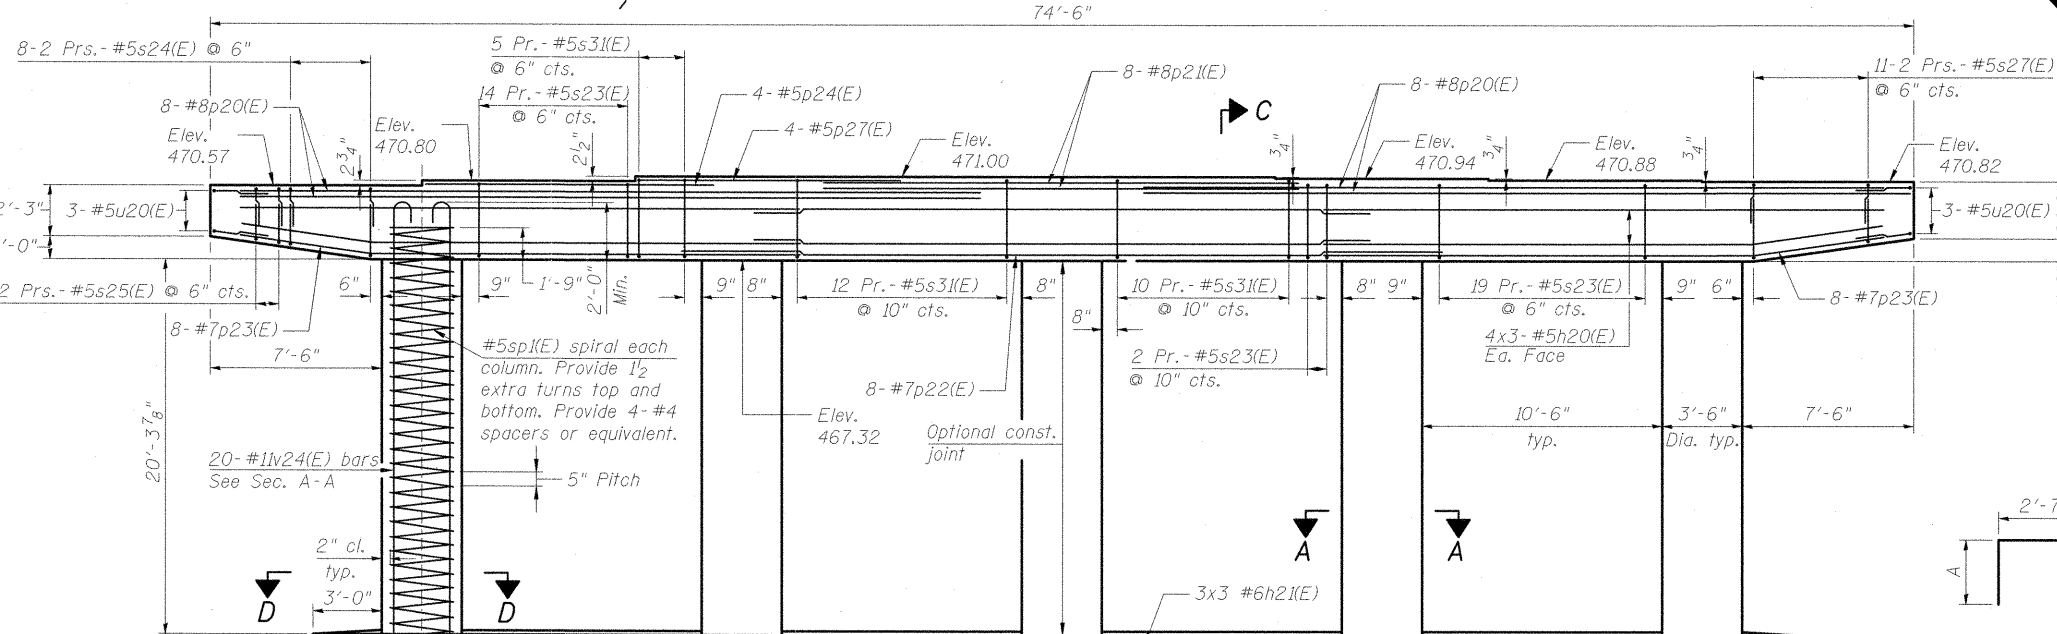 74'-6"
8-2 Prs.-#5s24(E) @ 6"
5 Pr.-#5s31(E)
@ 6" cts.
14 Pr.-#5s23(E)
@ 6" cts.
8-#8p20(E)
Elev.
470.57
2 3/4"
Elev.
470.80
2 1/2"
4-#5p24(E)
4-#5p27(E)
Elev.
471.00
8-#8p21(E)
C
3/4"
8-#8p20(E)
Elev.
470.94
3/4"
Elev.
470.88
3/4"
11-2 Prs.-#5s27(E)
@ 6" cts.
Elev.
470.82
2'-3"
3-#5u20(E)
'-0"
3-#5u20(E)
2 Prs.-#5s25(E) @ 6" cts.
8-#7p23(E)
7'-6"
6"
9"
1'-9"
2'-0"
Min.
9"
8"
12 Pr.-#5s31(E)
@ 10" cts.
8"
8"
10 Pr.-#5s31(E)
@ 10" cts.
2 Pr.-#5s23(E)
@ 10" cts.
8"
9"
19 Pr.-#5s23(E)
@ 6" cts.
4x3-#5h20(E)
Ea. Face
9"
6"
8-#7p23(E)
#5sp1(E) spiral each
column. Provide 1 1/2
extra turns top and
bottom. Provide 4-#4
spacers or equivalent.
8-#7p22(E)
Elev.
467.32
Optional const.
joint
10'-6"
typ.
3'-6"
Dia. typ.
7'-6"
20'-3 7/8"
20-#11v24(E) bars
See Sec. A-A
5" Pitch
2" cl.
typ.
3'-0"
D
D
A
A
3x3 #6h21(E)
2'-7
A